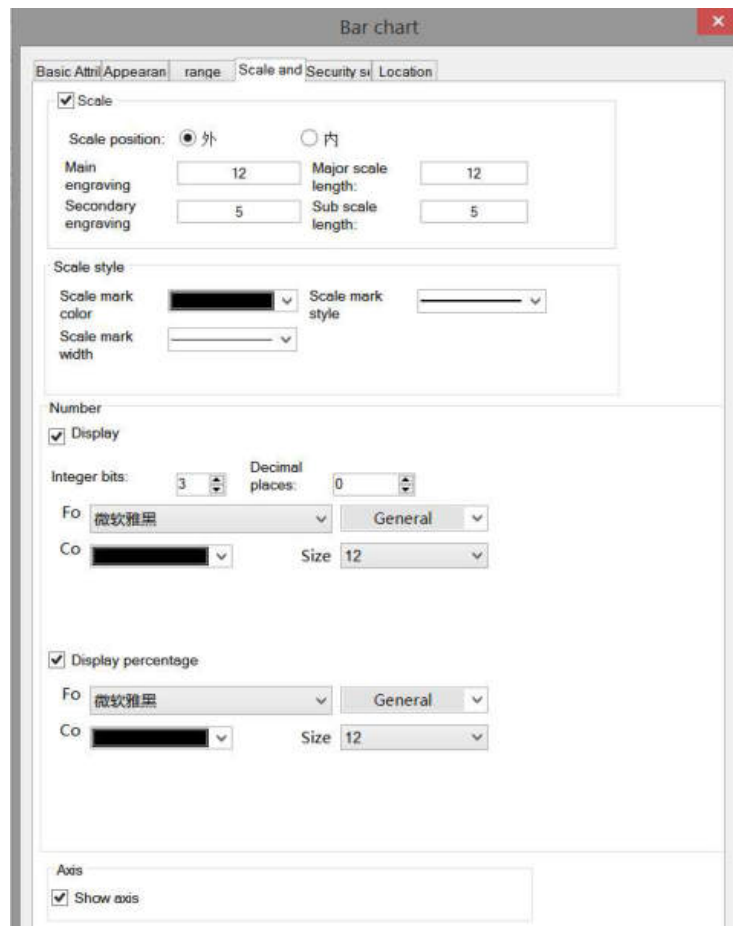 Bar chart
Basic Attril Appearan range Scale and Security se Location
Scale
Scale position: 外 内
Main engraving 12 Major scale length: 12
Secondary engraving 5 Sub scale length: 5
Scale style
Scale mark color Scale mark style
Scale mark width
Number
Display
Integer bits: 3 Decimal places: 0
Fo 微软雅黑 General
Co Size 12
Display percentage
Fo 微软雅黑 General
Co Size 12
Axis
Show axis